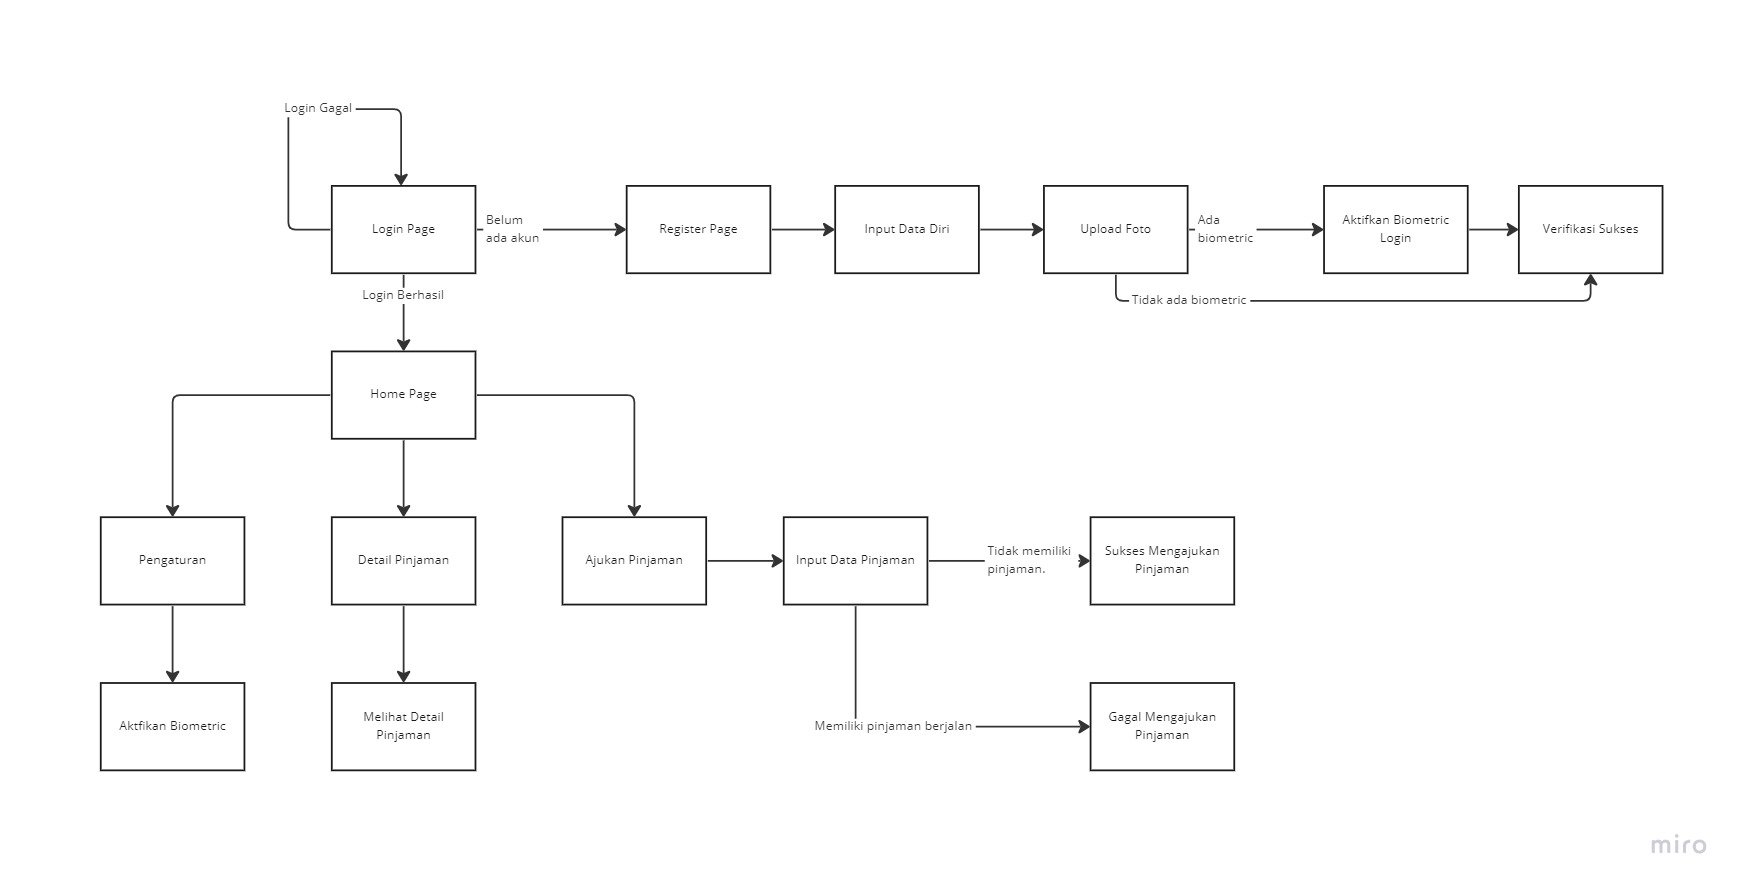 Login Gagal
Login Page
Belum
ada akun
Register Page
Input Data Diri
Upload Foto
Ada
biometric
Aktifkan Biometric
Login
Verifikasi Sukses
Login Berhasil
Tidak ada biometric
Home Page
Pengaturan
Detail Pinjaman
Ajukan Pinjaman
Input Data Pinjaman
Tidak memiliki
pinjaman.
Sukses Mengajukan
Pinjaman
Aktfikan Biometric
Melihat Detail
Pinjaman
Memiliki pinjaman berjalan
Gagal Mengajukan
Pinjaman
miro